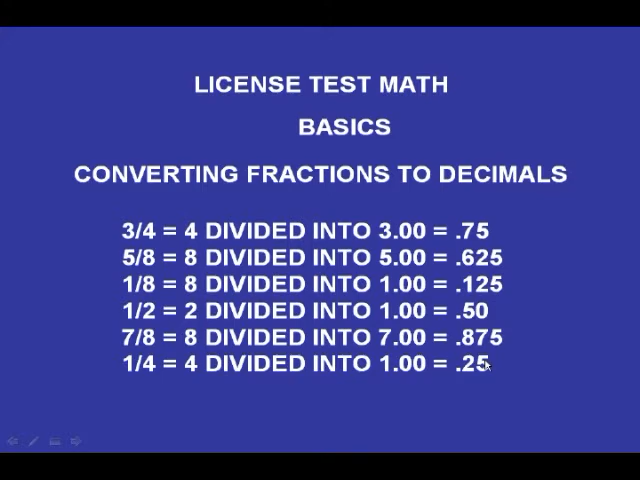 LICENSE TEST MATH
BASICS
CONVERTING FRACTIONS TO DECIMALS
3/4 = 4 DIVIDED INTO 3.00 = .75
5/8 = 8 DIVIDED INTO 5.00 = .625
1/8 = 8 DIVIDED INTO 1.00 = .125
1/2 = 2 DIVIDED INTO 1.00 = .50
7/8 = 8 DIVIDED INTO 7.00 = .875
1/4 = 4 DIVIDED INTO 1.00 = .25